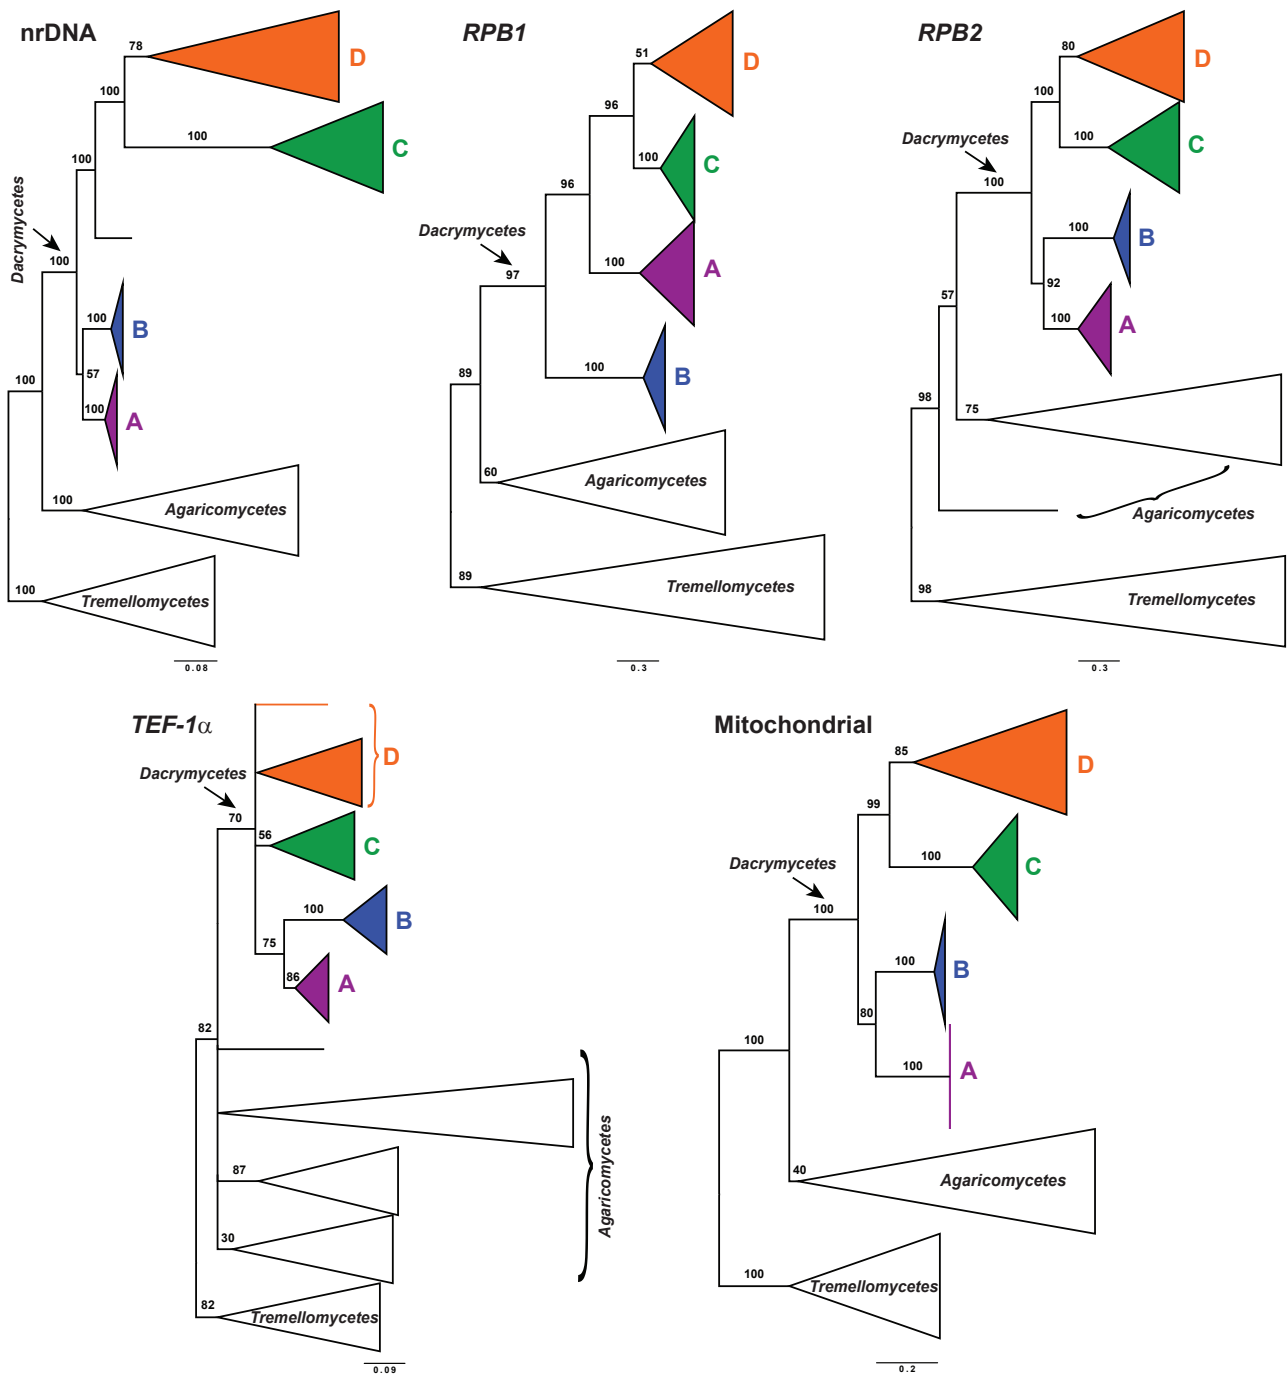 nrDNA
78
D
100
100
C
100
Dacrymycetes
100
100
B
57
100
A
100
100
Agaricomycetes
100
Tremellomycetes
0.08
RPB1
51
D
96
100
C
96
Dacrymycetes
97
100
A
100
B
89
60
Agaricomycetes
89
Tremellomycetes
0.3
RPB2
80
D
100
100
C
Dacrymycetes
100
100
B
92
100
A
57
75
98
Agaricomycetes
98
Tremellomycetes
0.3
TEF-1α
D
Dacrymycetes
70
56
C
100
B
75
86
A
82
87
30
Agaricomycetes
82
Tremellomycetes
0.09
Mitochondrial
85
D
99
100
C
Dacrymycetes
100
100
B
80
100
A
100
40
Agaricomycetes
100
Tremellomycetes
0.2